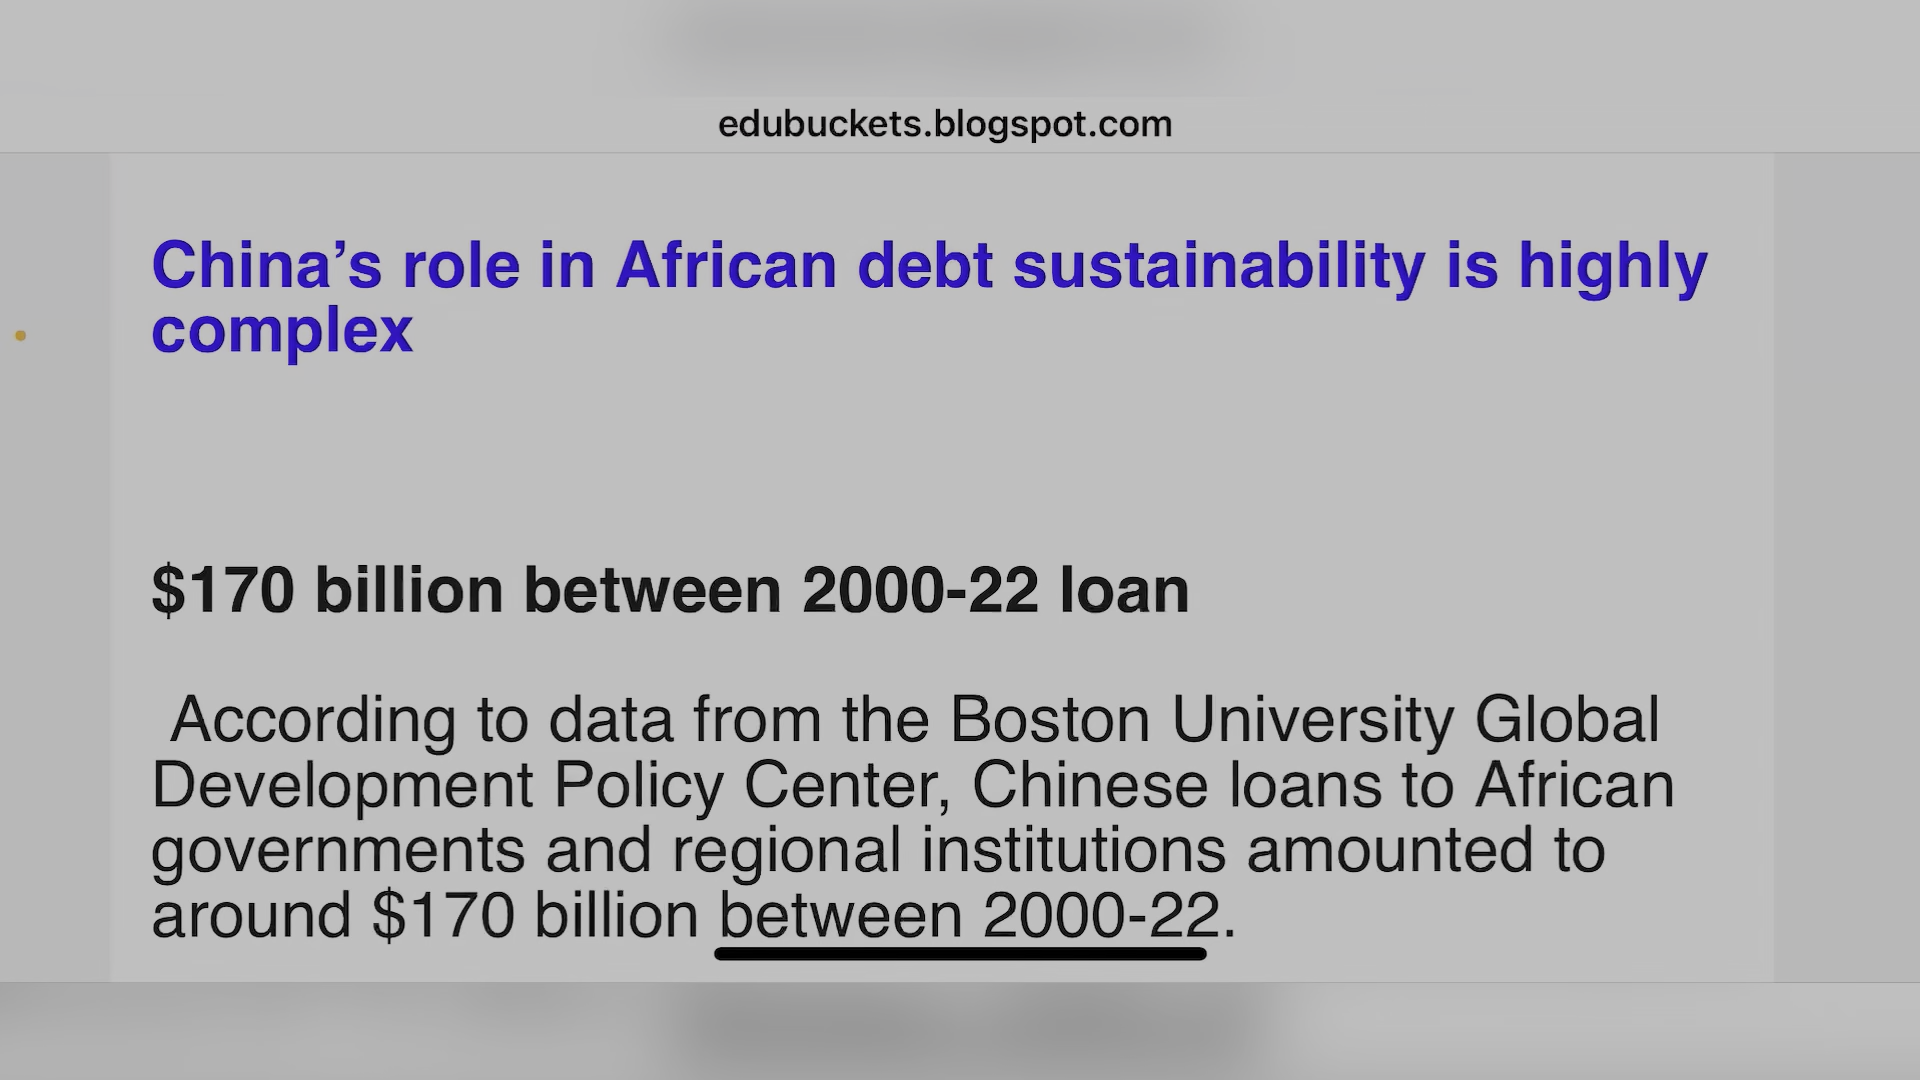 edubuckets.blogspot.com
China’s role in African debt sustainability is highly
complex
$170 billion between 2000-22 loan
According to data from the Boston University Global
Development Policy Center, Chinese loans to African
governments and regional institutions amounted to
around $170 billion between 2000-22.